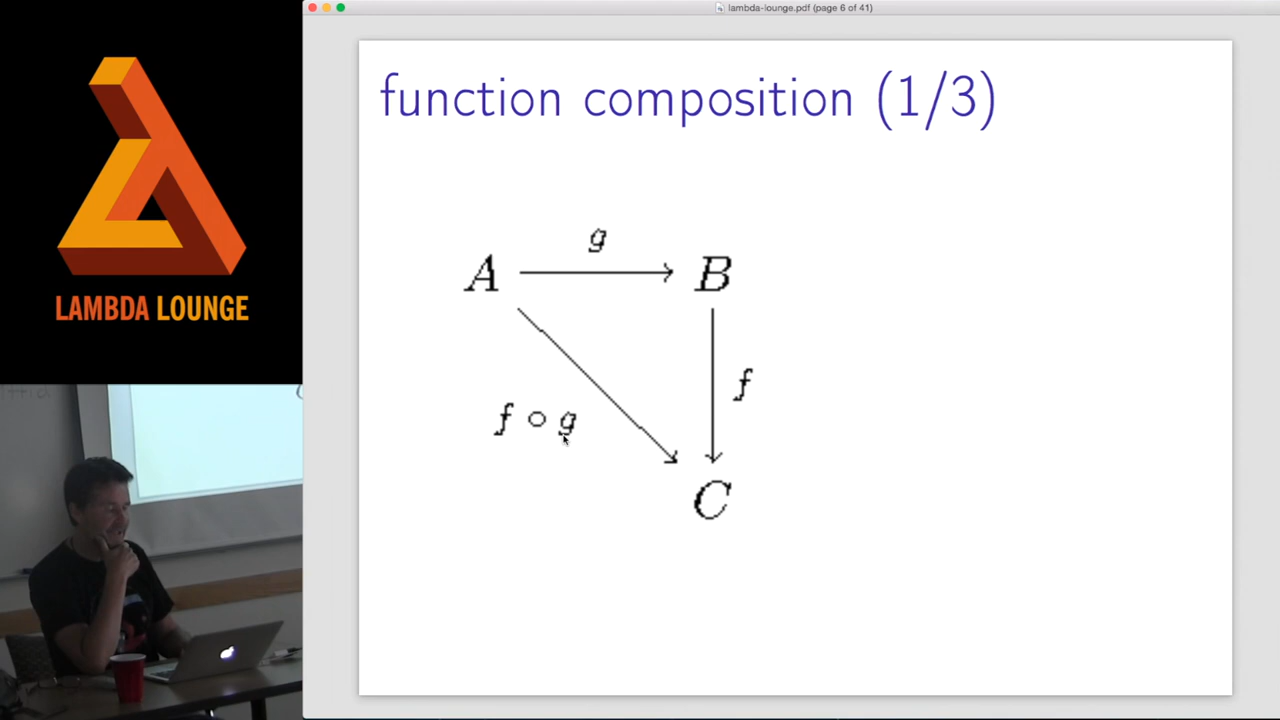 lambda-lounge.pdf (page 6 of 41)
function composition (1/3)
g
A
B
f
f ∘ g
C
LAMBDA LOUNGE